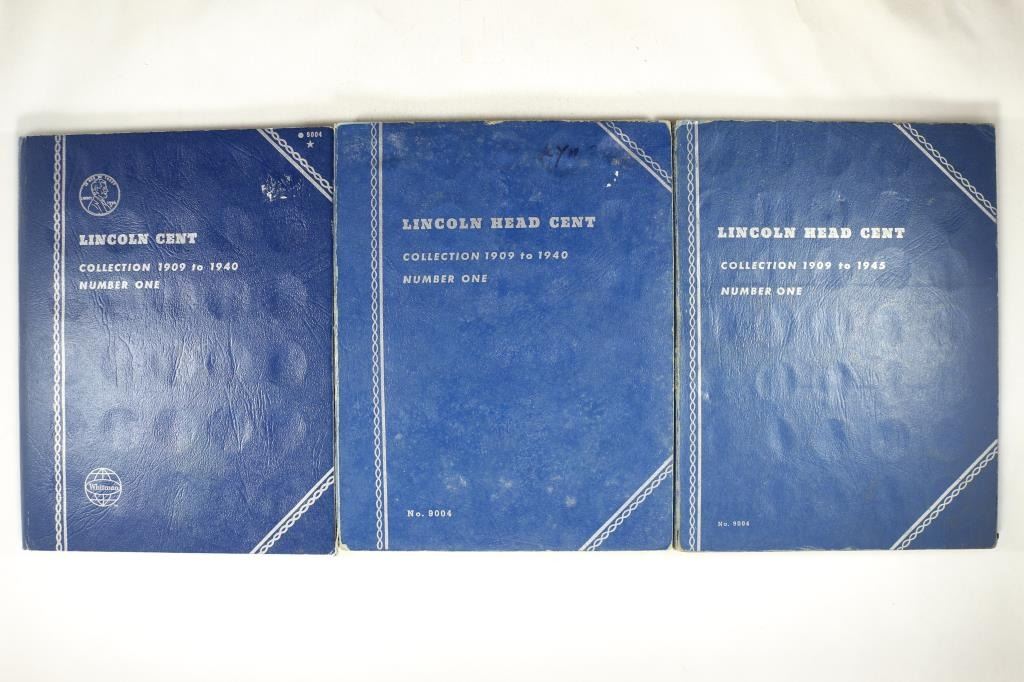 ● 9004
★
LINCOLN CENT
COLLECTION 1909 to 1940
NUMBER ONE
Whitman
LINCOLN HEAD CENT
COLLECTION 1909 to 1940
NUMBER ONE
No. 9004
LINCOLN HEAD CENT
COLLECTION 1909 to 1945
NUMBER ONE
No. 9004